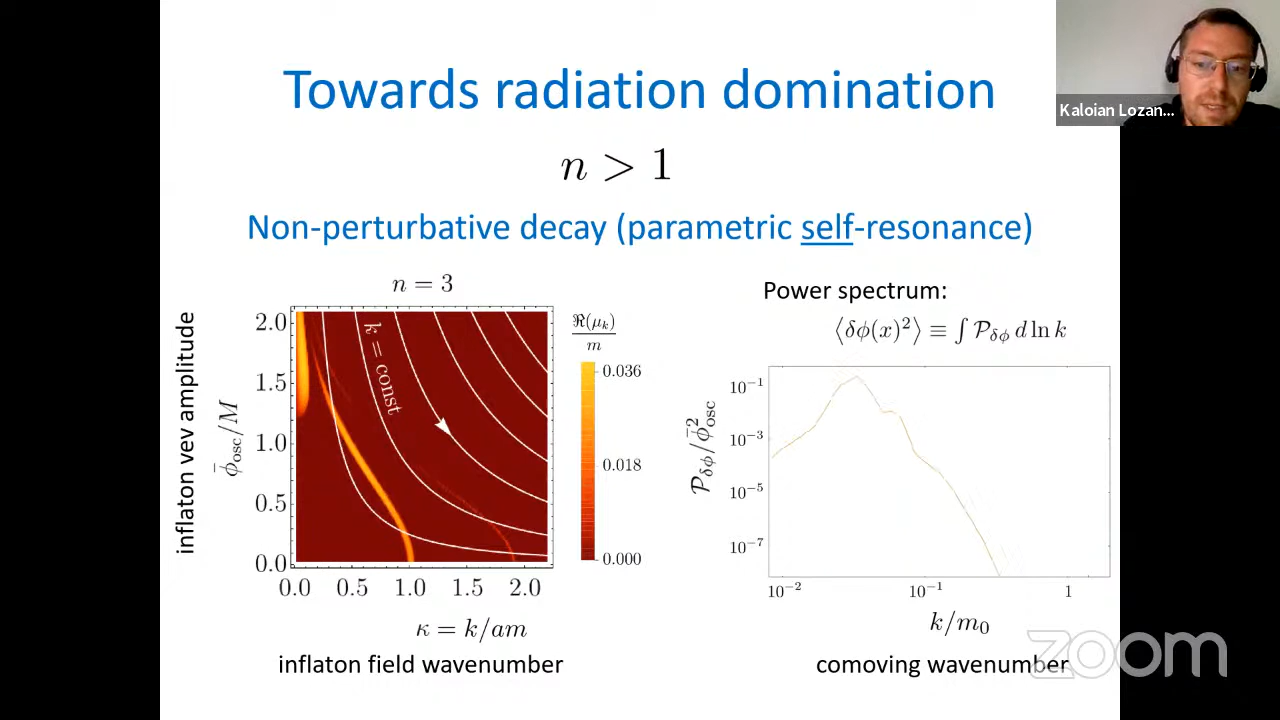 Towards radiation domination
Kaloian Lozan...
n > 1
Non-perturbative decay (parametric self-resonance)
n = 3
Power spectrum:
⟨δϕ(x)²⟩ ≡ ∫ 𝒫_δϕ d ln k
inflaton vev amplitude
ϕ̄_osc/M
2.0
1.5
1.0
0.5
0.0
k = const
ℜ(μ_k)/m
0.036
0.018
0.000
0.0 0.5 1.0 1.5 2.0
κ = k/am
inflaton field wavenumber
𝒫_δϕ/ϕ̄²_osc
10⁻¹
10⁻³
10⁻⁵
10⁻⁷
10⁻² 10⁻¹ 1
k/m₀
comoving wavenumber
zoom